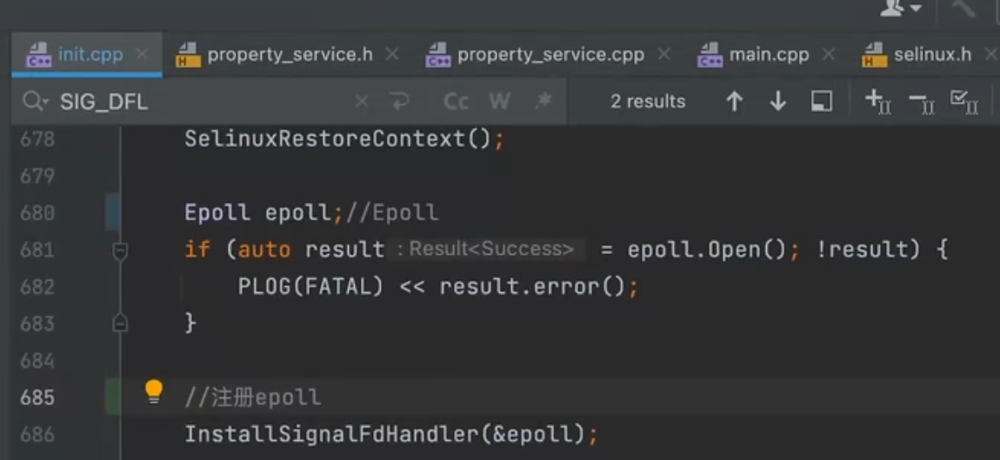 init.cpp property_service.h property_service.cpp main.cpp selinux.h
SIG_DFL Cc W .* 2 results
678 SelinuxRestoreContext();
679
680 Epoll epoll;//Epoll
681 if (auto result : Result<Success> = epoll.Open(); !result) {
682 PLOG(FATAL) << result.error();
683 }
684
685 //注册epoll
686 InstallSignalFdHandler(&epoll);